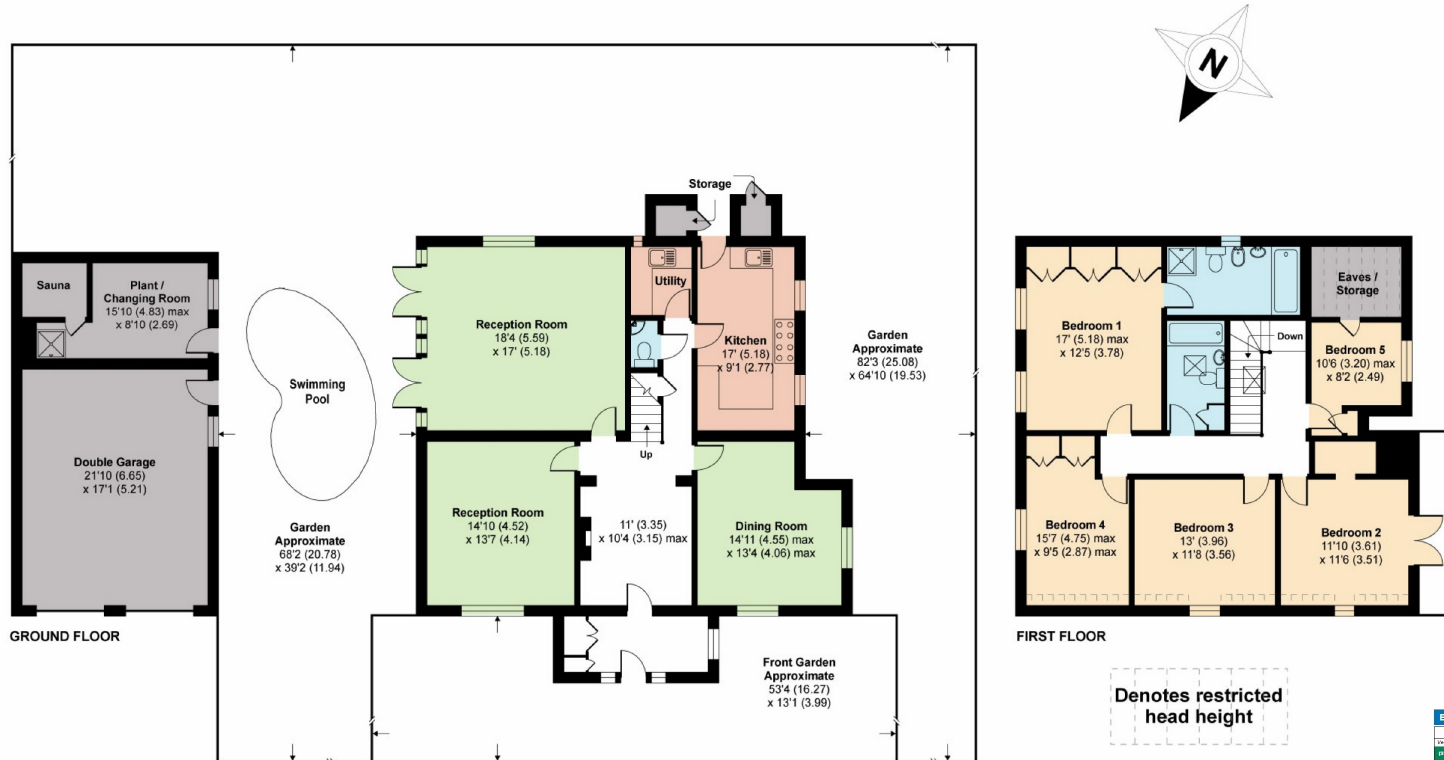 N
Storage
Sauna
Plant /
Changing Room
15'10 (4.83) max
x 8'10 (2.69)
Swimming
Pool
Double Garage
21'10 (6.65)
x 17'1 (5.21)
Garden
Approximate
68'2 (20.78)
x 39'2 (11.94)
GROUND FLOOR
Reception Room
18'4 (5.59)
x 17' (5.18)
Utility
Kitchen
17' (5.18)
x 9'1 (2.77)
Garden
Approximate
82'3 (25.08)
x 64'10 (19.53)
Up
Reception Room
14'10 (4.52)
x 13'7 (4.14)
11' (3.35)
x 10'4 (3.15) max
Dining Room
14'11 (4.55) max
x 13'4 (4.06) max
Front Garden
Approximate
53'4 (16.27)
x 13'1 (3.99)
Bedroom 1
17' (5.18) max
x 12'5 (3.78)
Eaves /
Storage
Down
Bedroom 5
10'6 (3.20) max
x 8'2 (2.49)
Bedroom 4
15'7 (4.75) max
x 9'5 (2.87) max
Bedroom 3
13' (3.96)
x 11'8 (3.56)
Bedroom 2
11'10 (3.61)
x 11'6 (3.51)
FIRST FLOOR
Denotes restricted
head height